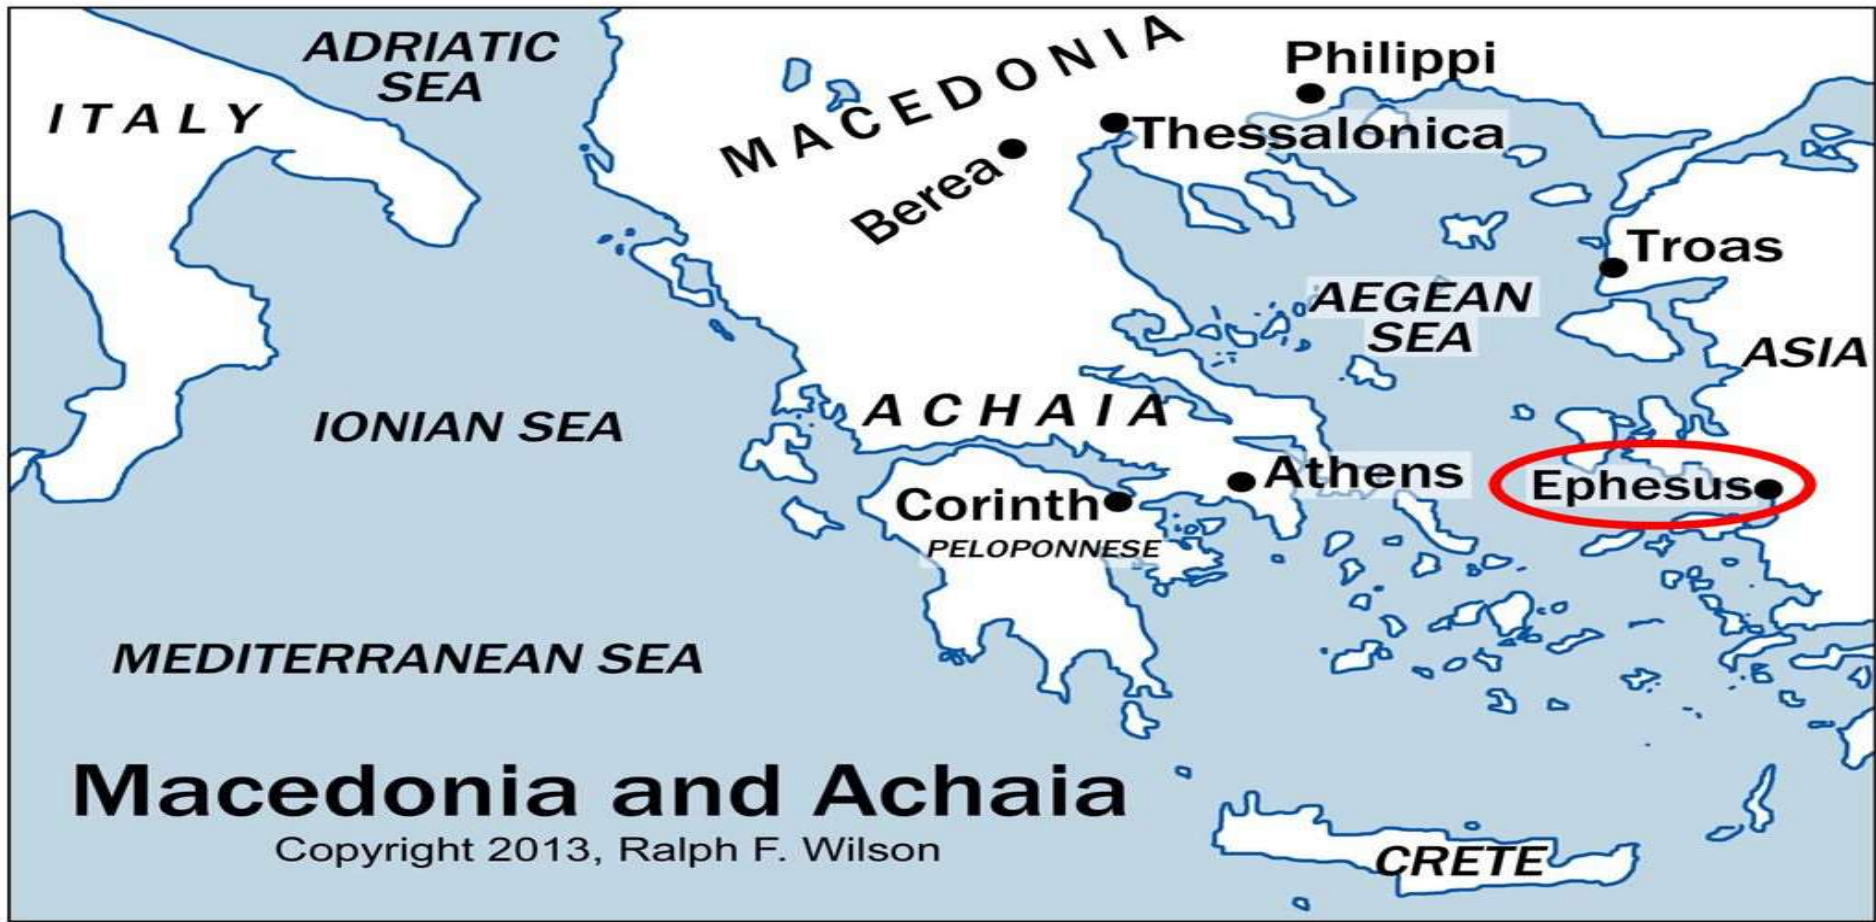 ADRIATIC
SEA
ITALY
MACEDONIA
Philippi
Thessalonica
Berea
Troas
AEGEAN
SEA
ASIA
ACHAIA
IONIAN SEA
Athens
Ephesus
Corinth
PELOPONNESE
MEDITERRANEAN SEA
Macedonia and Achaia
Copyright 2013, Ralph F. Wilson
CRETE